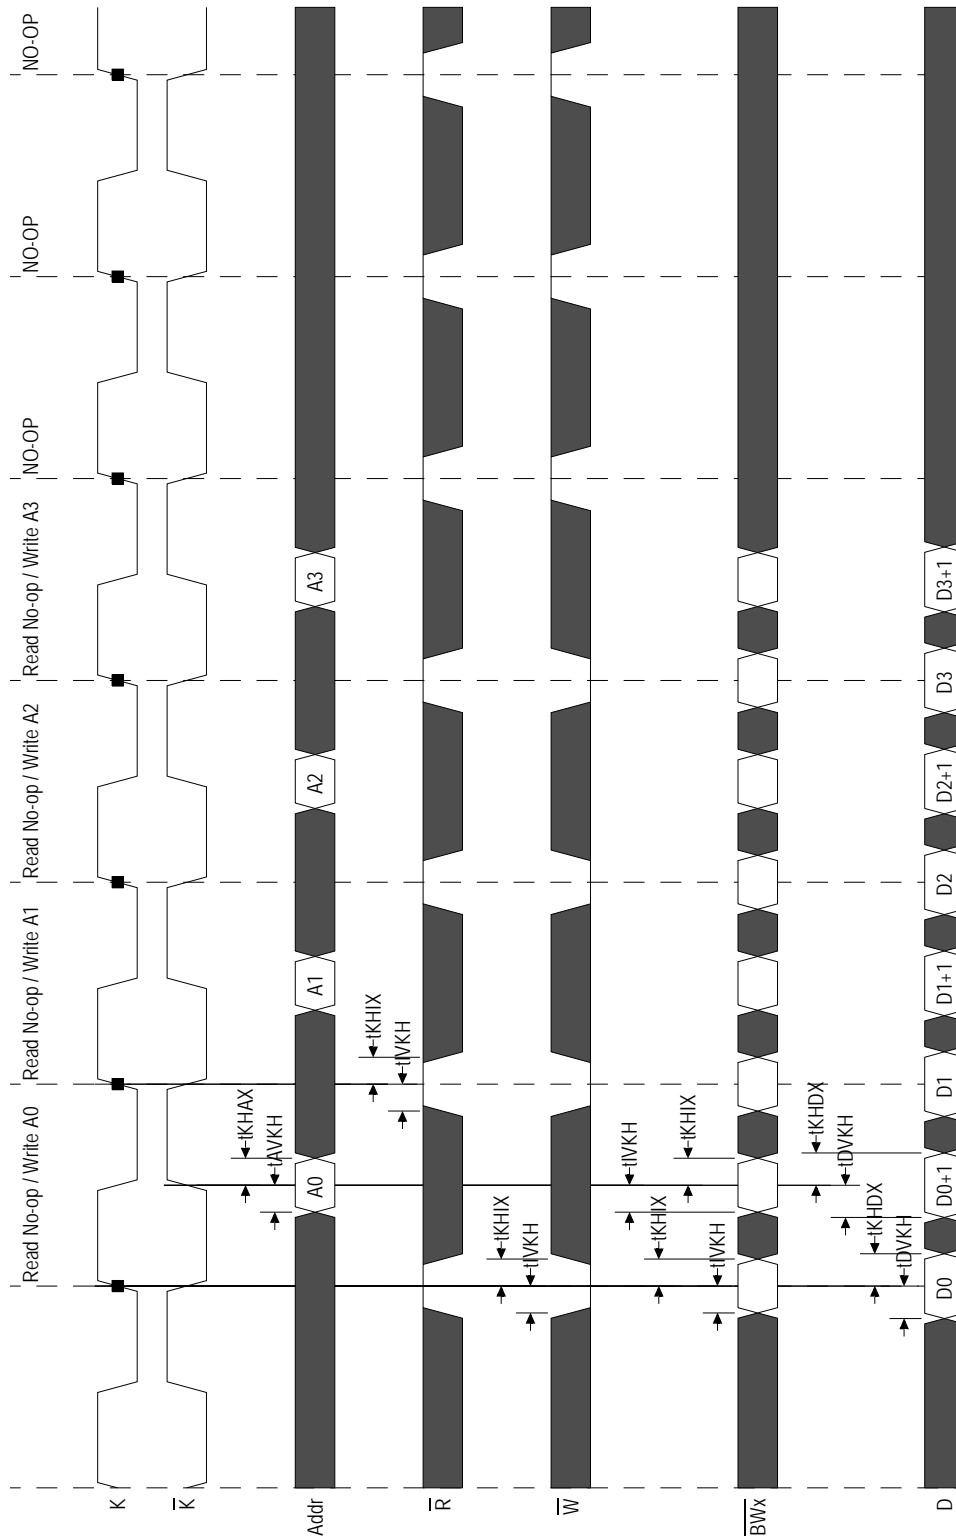 Read No-op / Write A0 Read No-op / Write A1 Read No-op / Write A2 Read No-op / Write A3 NO-OP NO-OP NO-OP
K
K̅
tKHAX
tAVKH
Addr A0 A1 A2 A3
tKHIX
tIVKH
R̅
tKHIX
tIVKH
W̅
tIVKH
tKHIX
tKHIX
tIVKH
B̅W̅x̅
tKHDX
tDVKH
tKHDX
tDVKH
D D0 D0+1 D1 D1+1 D2 D2+1 D3 D3+1